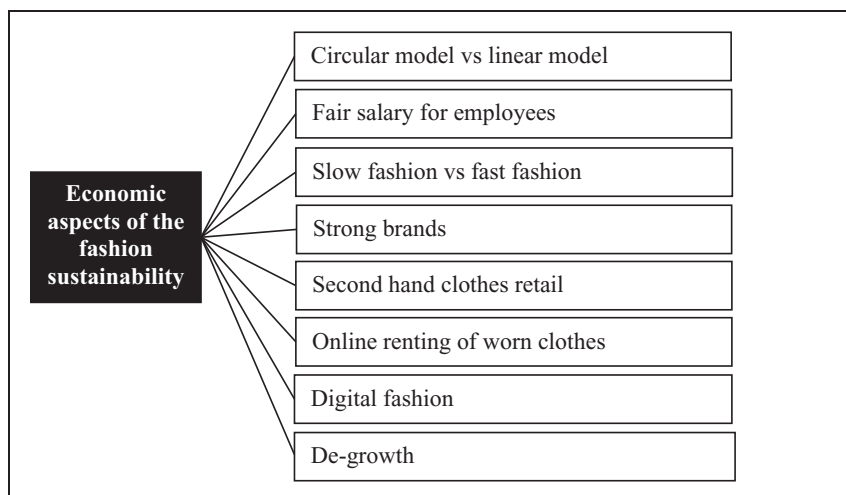 Circular model vs linear model
Fair salary for employees
Slow fashion vs fast fashion
Economic
aspects of the
fashion
sustainability
Strong brands
Second hand clothes retail
Online renting of worn clothes
Digital fashion
De-growth